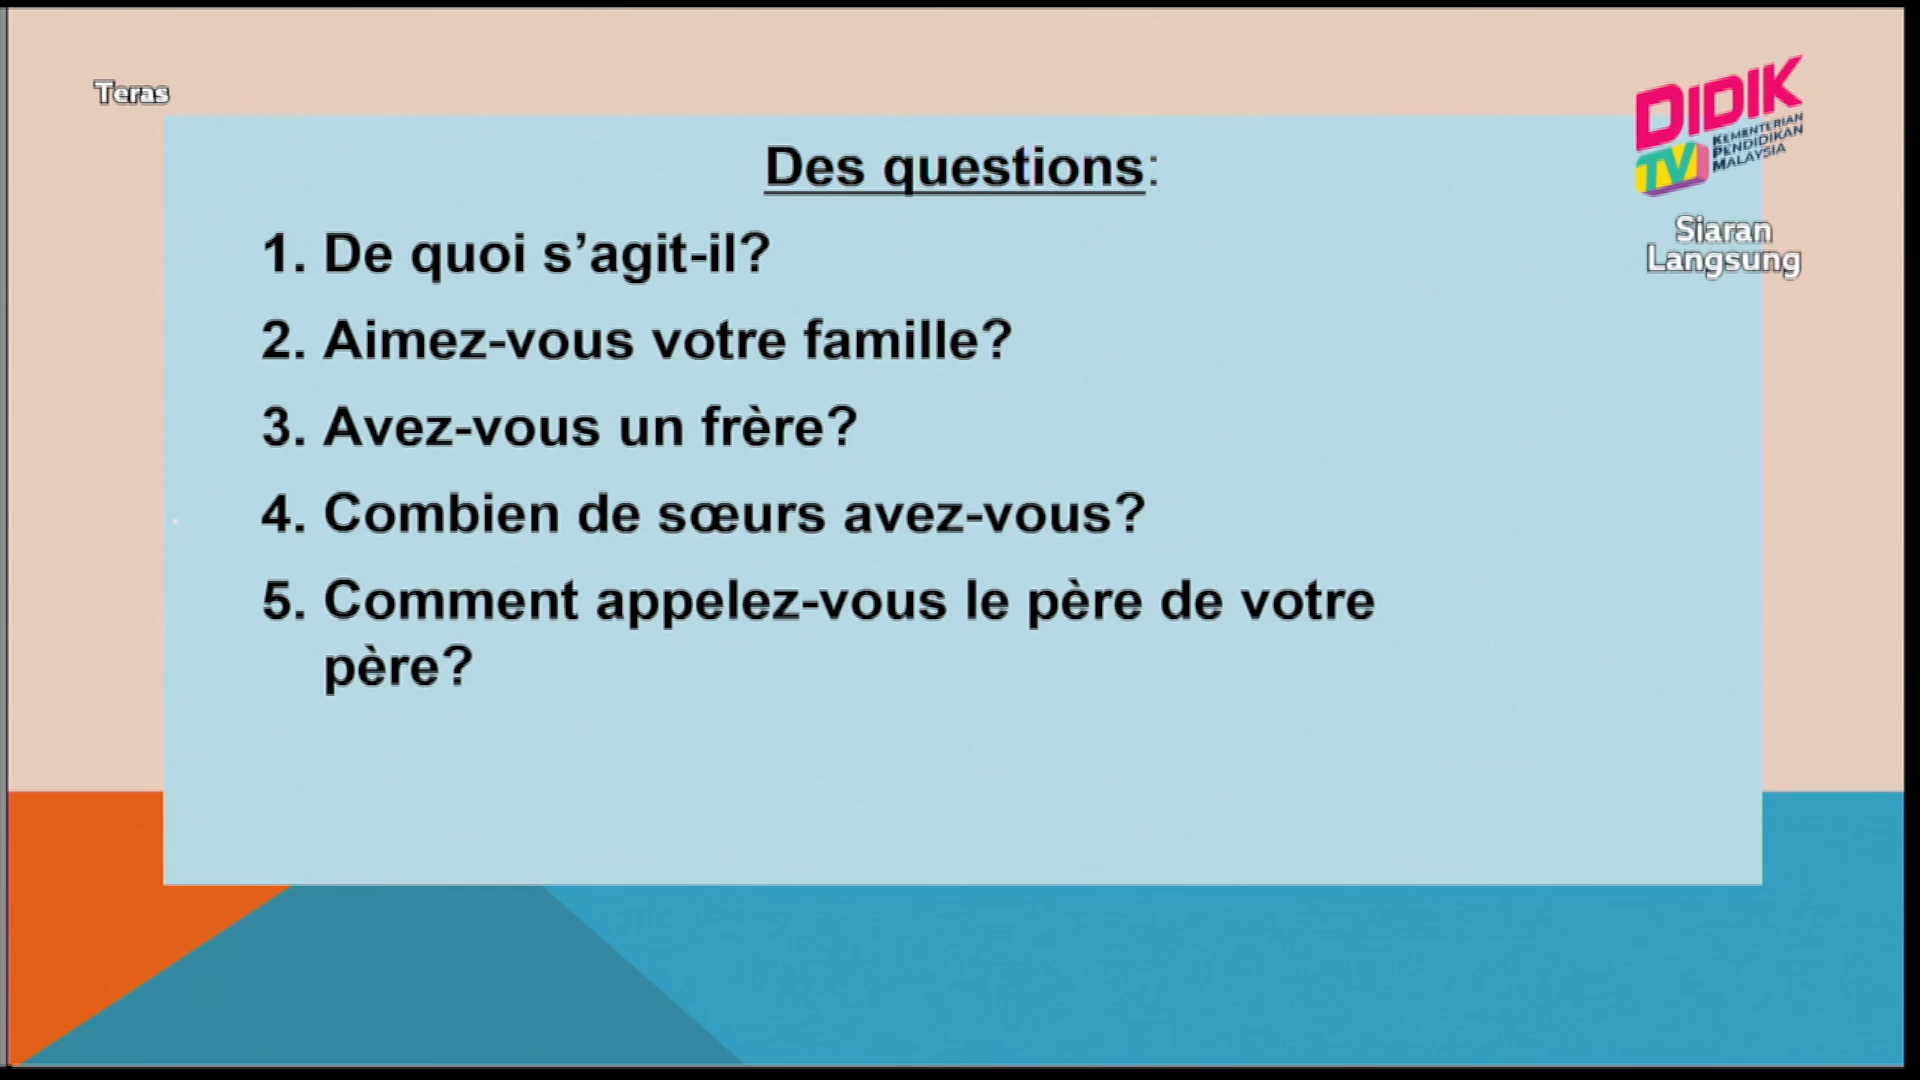 Teras
DIDIK
TV
KEMENTERIAN
PENDIDIKAN
MALAYSIA
Siaran
Langsung
Des questions:
1. De quoi s’agit-il?
2. Aimez-vous votre famille?
3. Avez-vous un frère?
4. Combien de sœurs avez-vous?
5. Comment appelez-vous le père de votre
père?